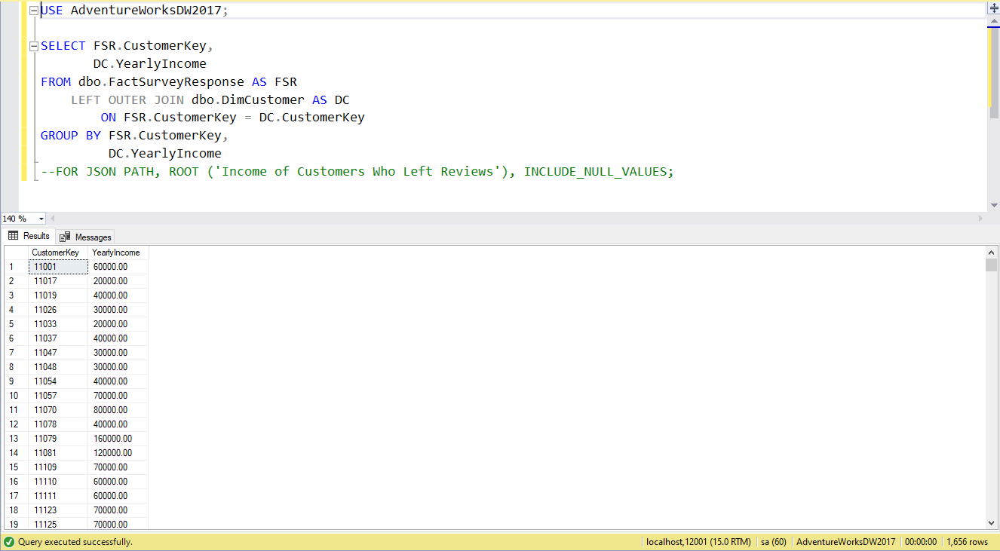 USE AdventureWorksDW2017;
SELECT FSR.CustomerKey,
DC.YearlyIncome
FROM dbo.FactSurveyResponse AS FSR
LEFT OUTER JOIN dbo.DimCustomer AS DC
ON FSR.CustomerKey = DC.CustomerKey
GROUP BY FSR.CustomerKey,
DC.YearlyIncome
--FOR JSON PATH, ROOT ('Income of Customers Who Left Reviews'), INCLUDE_NULL_VALUES;
140 %
Results Messages
CustomerKey YearlyIncome
1 11001 60000.00
2 11017 20000.00
3 11019 40000.00
4 11026 30000.00
5 11033 20000.00
6 11037 40000.00
7 11047 30000.00
8 11048 30000.00
9 11054 40000.00
10 11057 70000.00
11 11070 80000.00
12 11078 40000.00
13 11079 160000.00
14 11081 120000.00
15 11109 70000.00
16 11110 60000.00
17 11111 60000.00
18 11123 70000.00
19 11125 70000.00
Query executed successfully. localhost,12001 (15.0 RTM) sa (60) AdventureWorksDW2017 00:00:00 1,656 rows